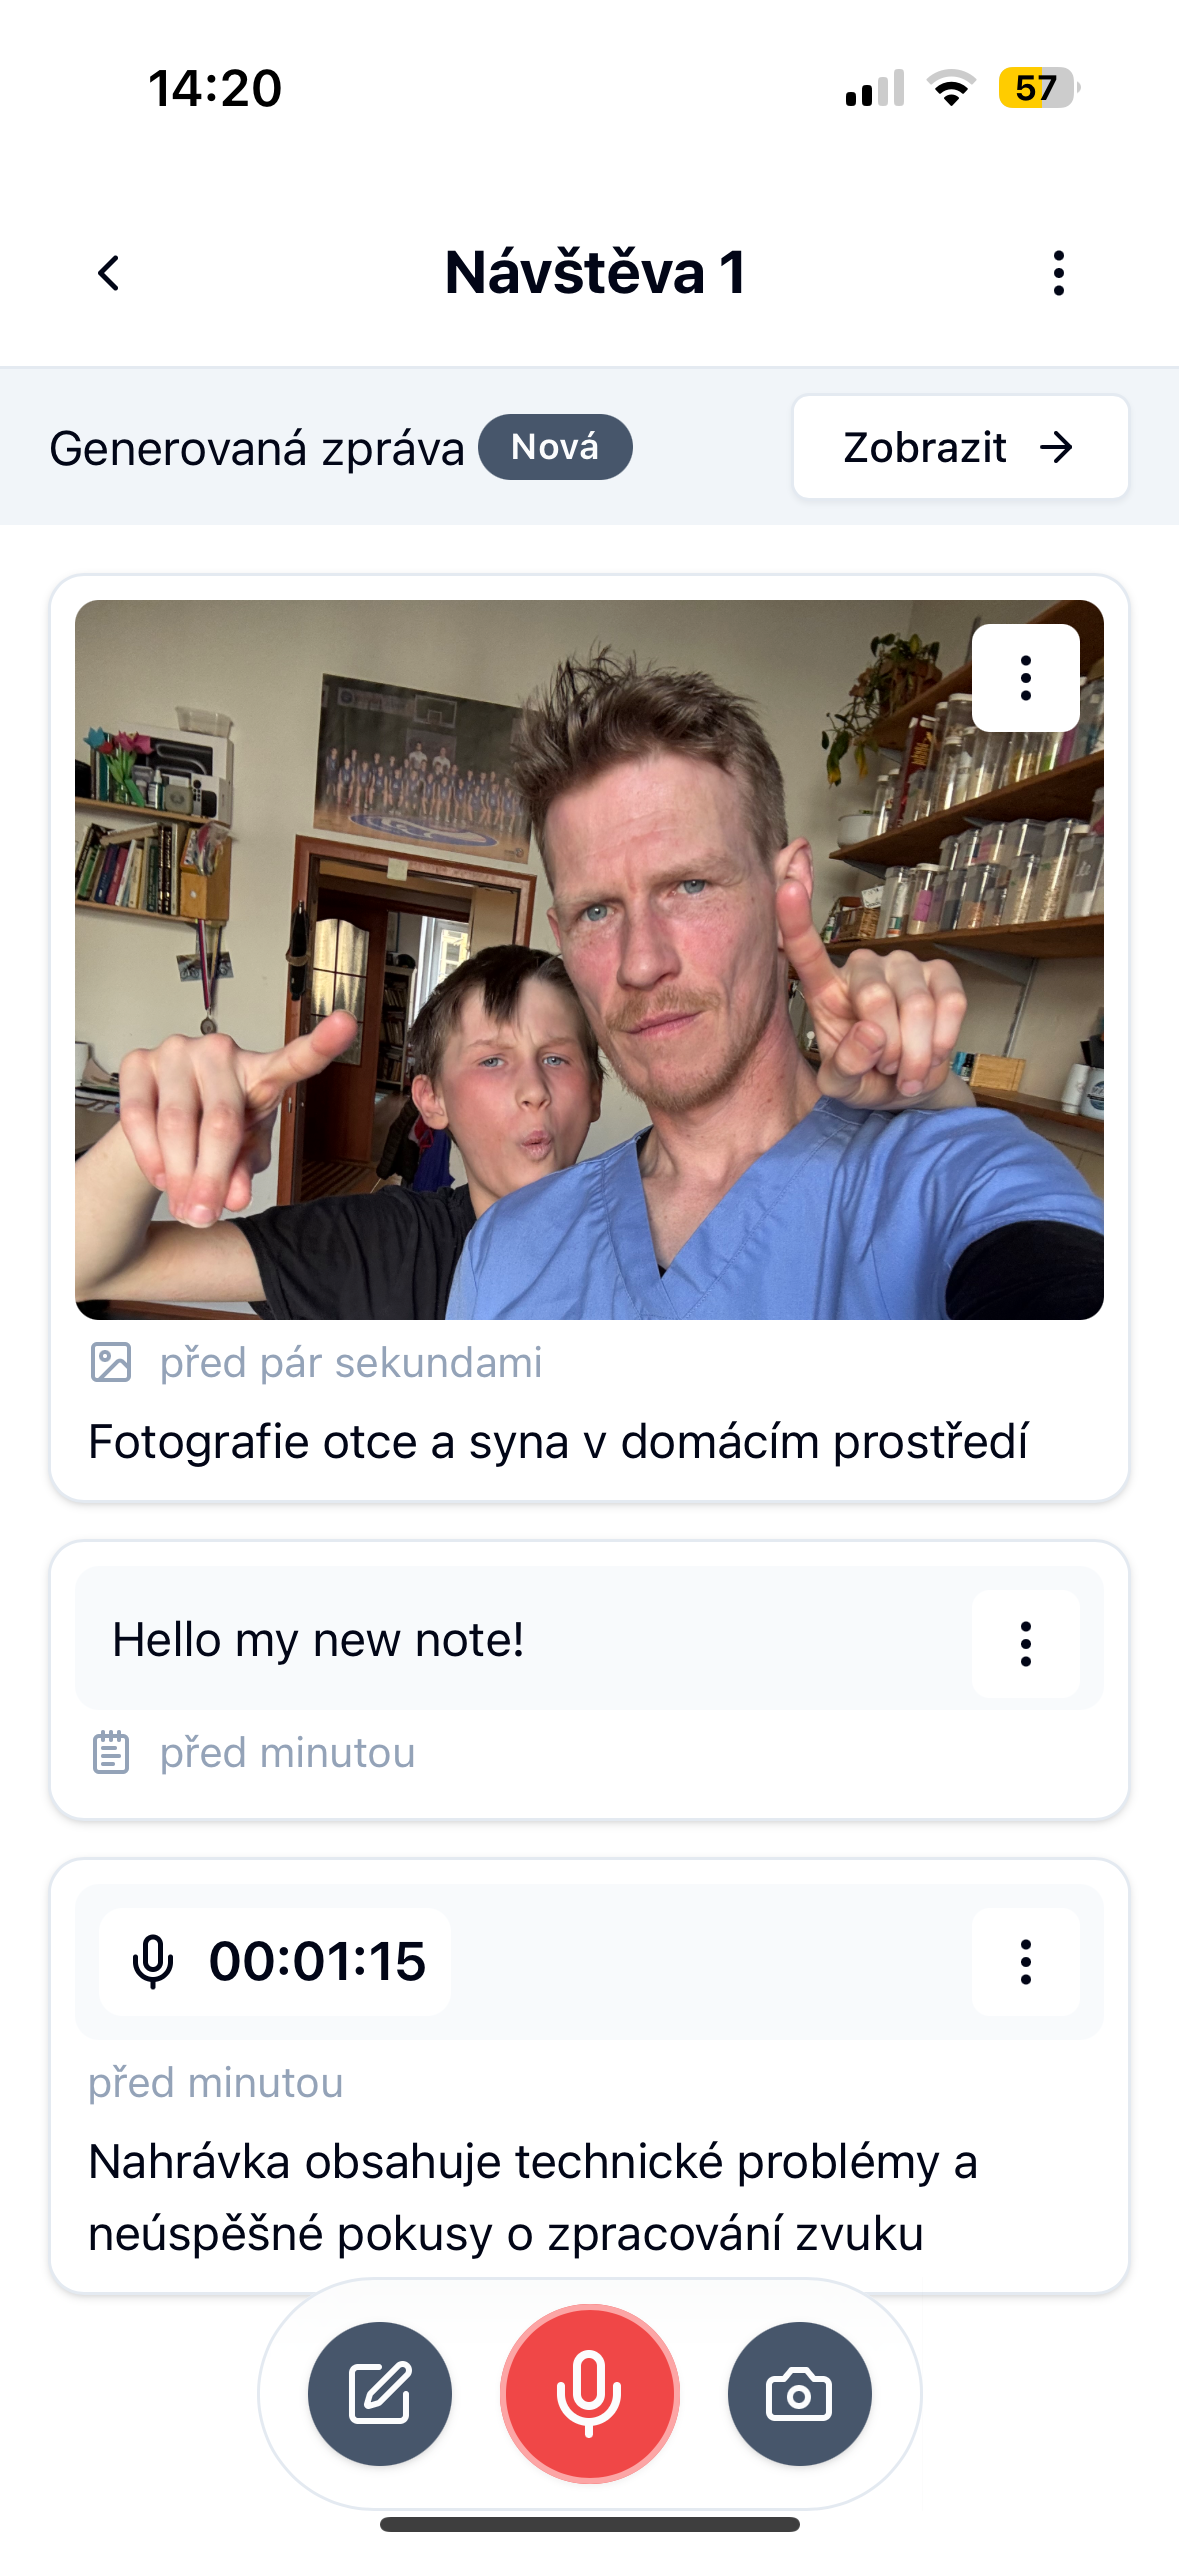 14:20
57
Návštěva 1
Generovaná zpráva Nová
Zobrazit →
před pár sekundami
Fotografie otce a syna v domácím prostředí
Hello my new note!
před minutou
00:01:15
před minutou
Nahrávka obsahuje technické problémy a
neúspěšné pokusy o zpracování zvuku